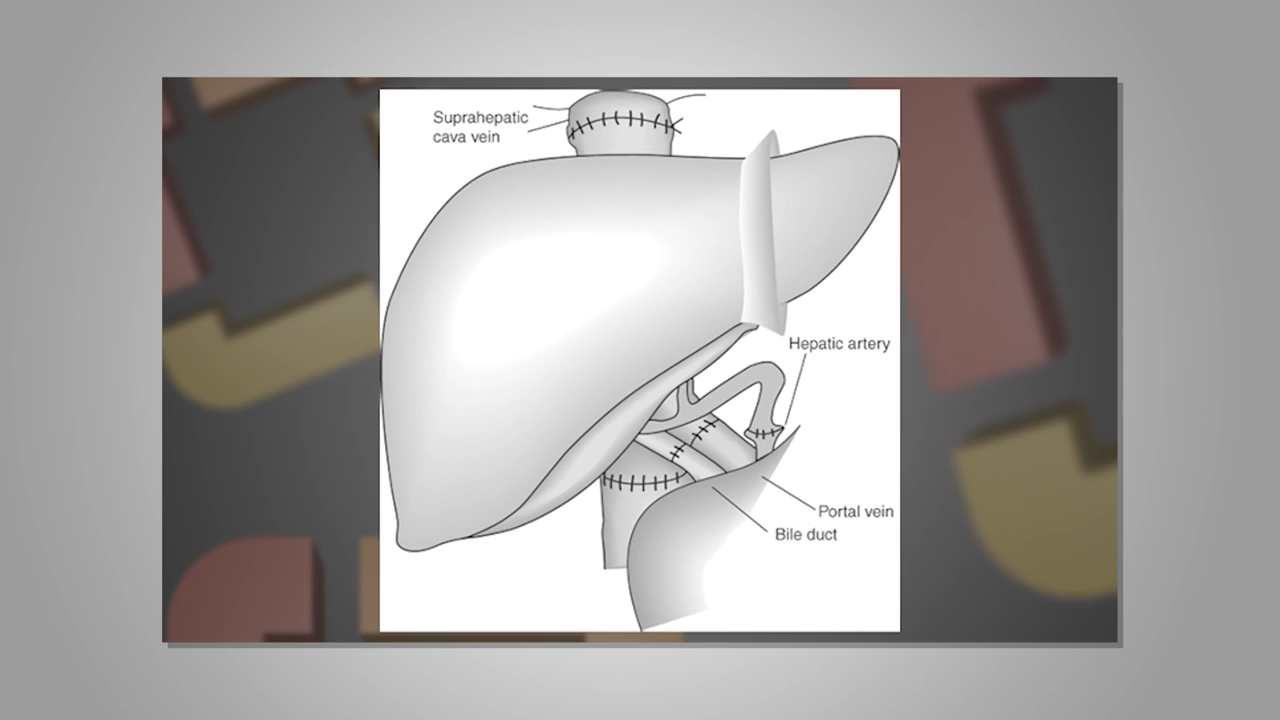 Suprahepatic
cava vein
Hepatic artery
Portal vein
Bile duct